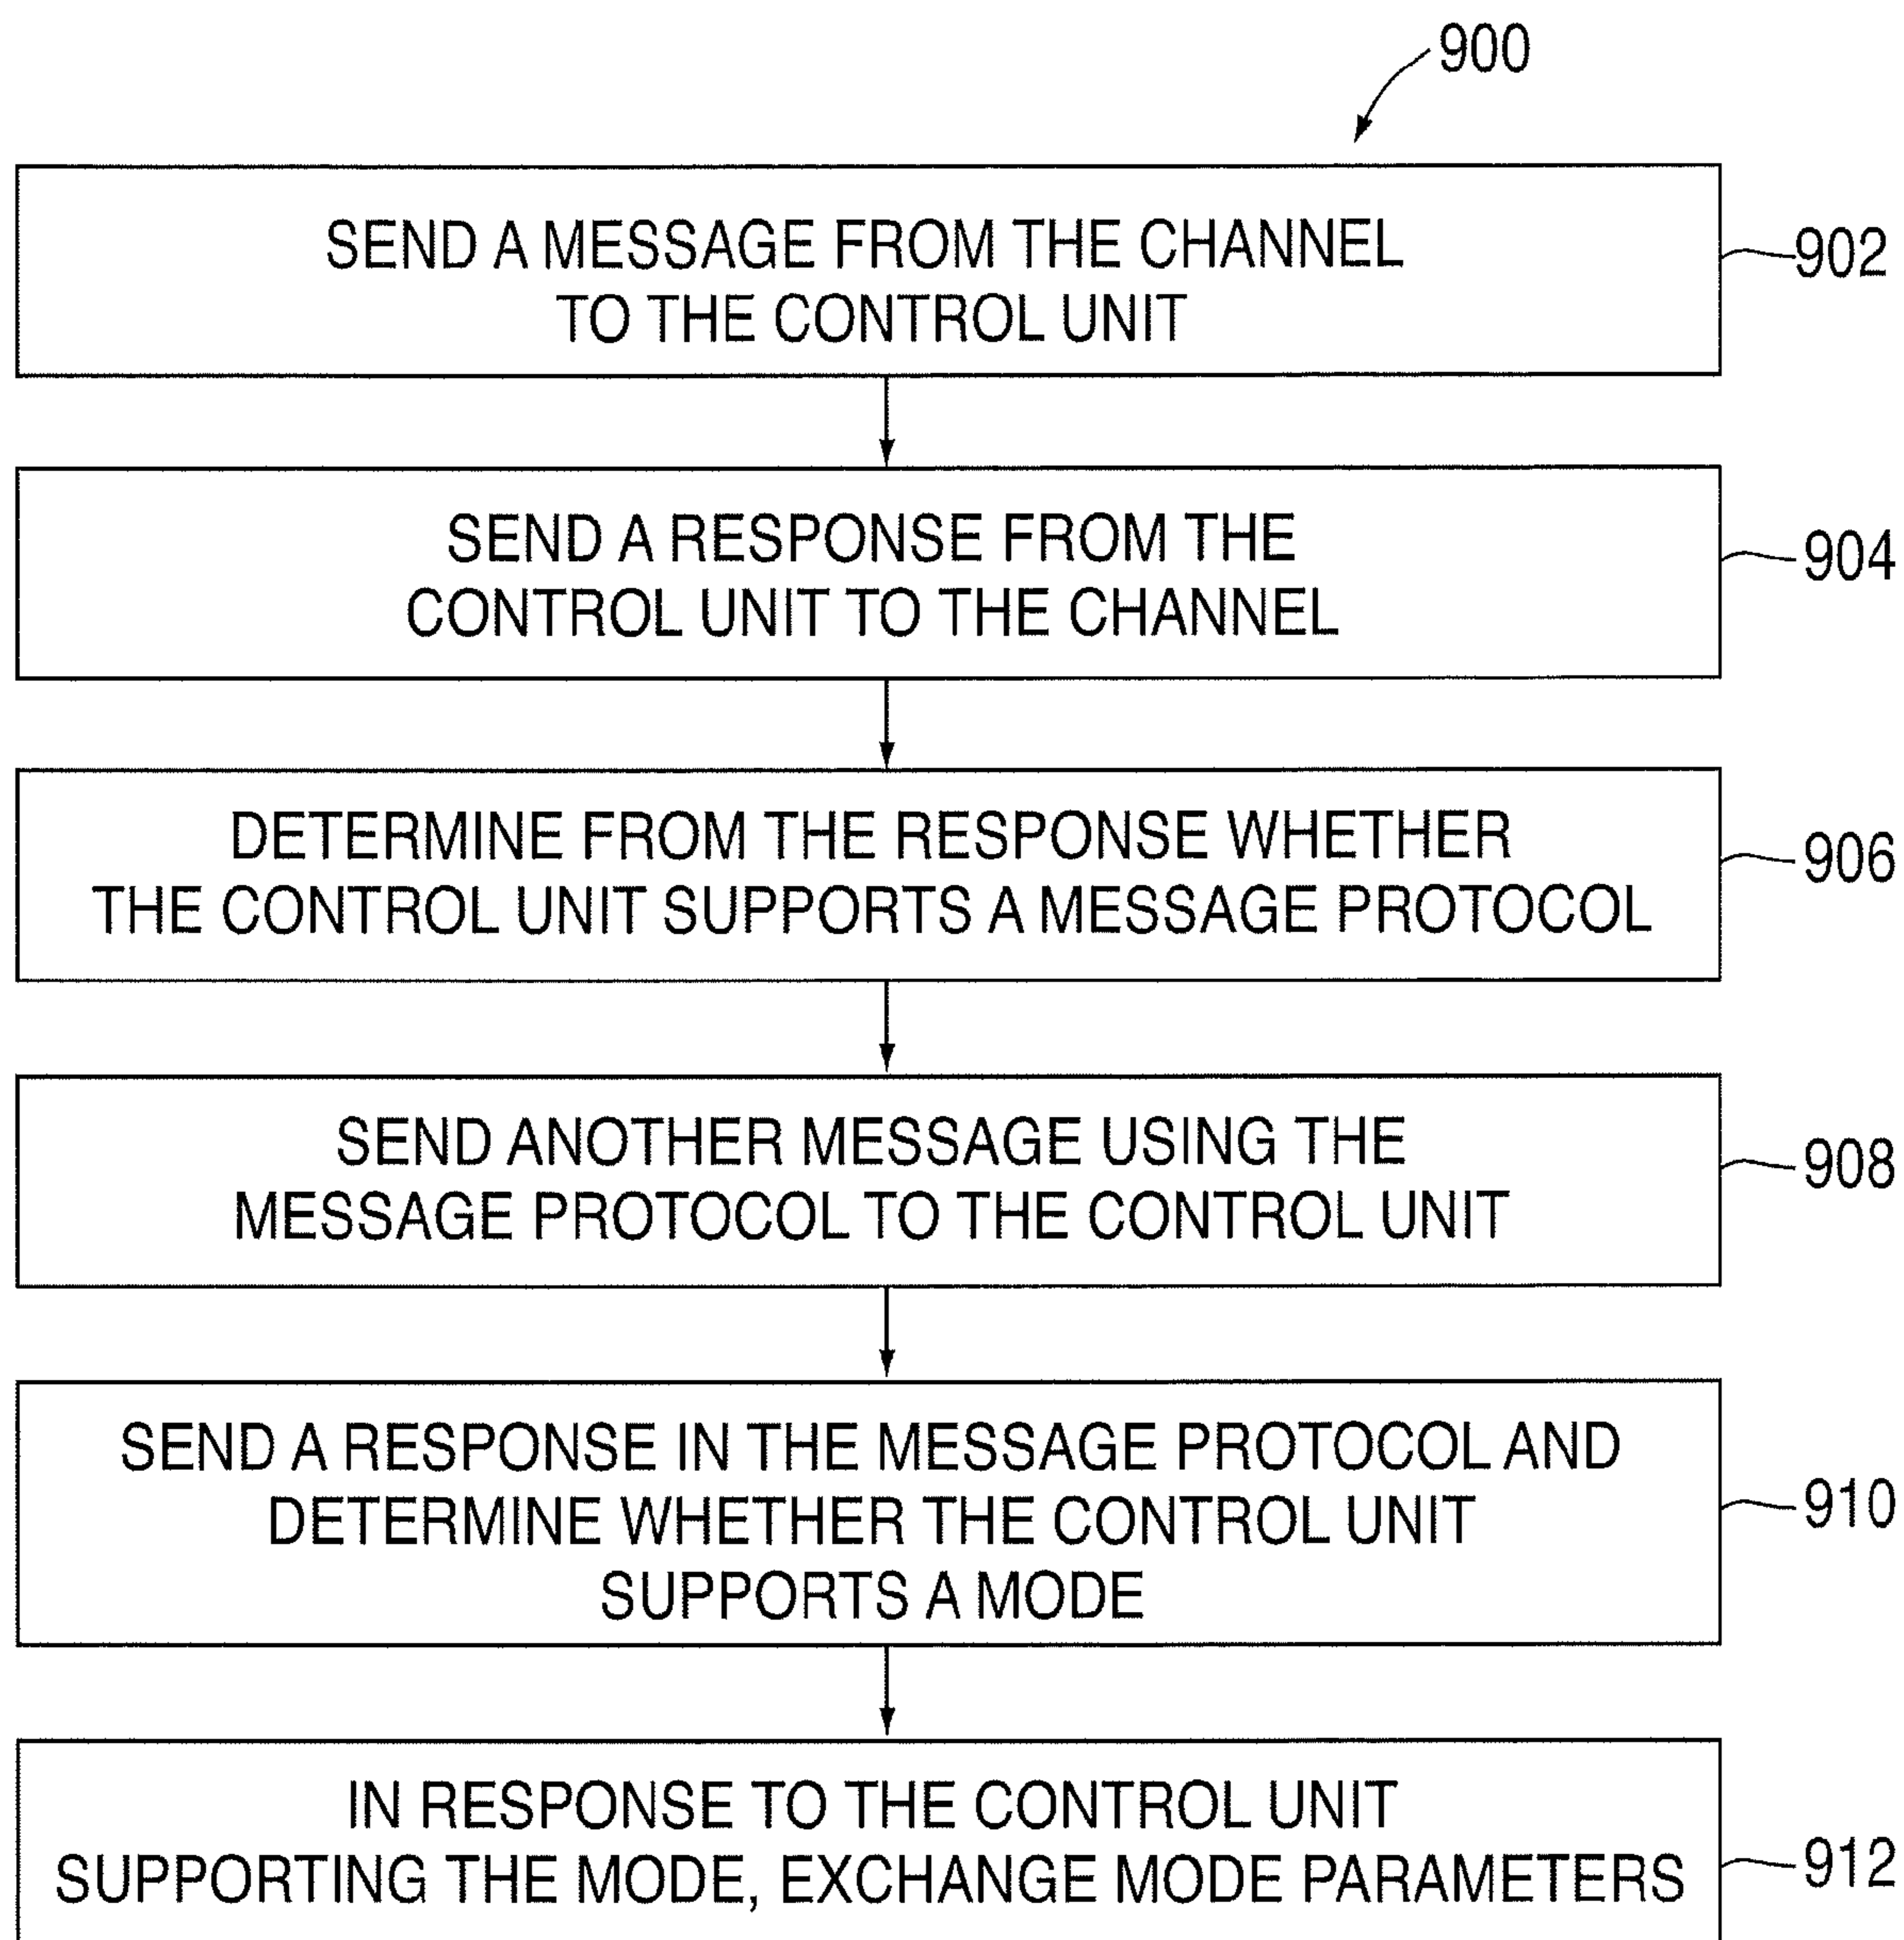 900
SEND A MESSAGE FROM THE CHANNEL
TO THE CONTROL UNIT
902
SEND A RESPONSE FROM THE
CONTROL UNIT TO THE CHANNEL
904
DETERMINE FROM THE RESPONSE WHETHER
THE CONTROL UNIT SUPPORTS A MESSAGE PROTOCOL
906
SEND ANOTHER MESSAGE USING THE
MESSAGE PROTOCOL TO THE CONTROL UNIT
908
SEND A RESPONSE IN THE MESSAGE PROTOCOL AND
DETERMINE WHETHER THE CONTROL UNIT
SUPPORTS A MODE
910
IN RESPONSE TO THE CONTROL UNIT
SUPPORTING THE MODE, EXCHANGE MODE PARAMETERS
912